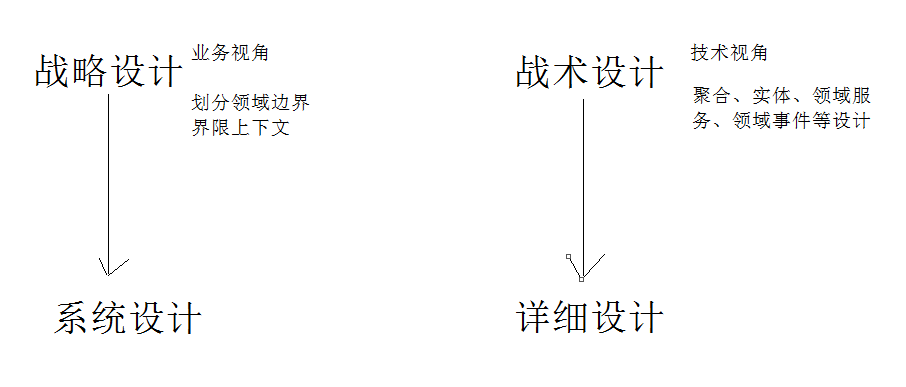 战略设计
业务视角
划分领域边界
界限上下文
系统设计
战术设计
技术视角
聚合、实体、领域服
务、领域事件等设计
详细设计